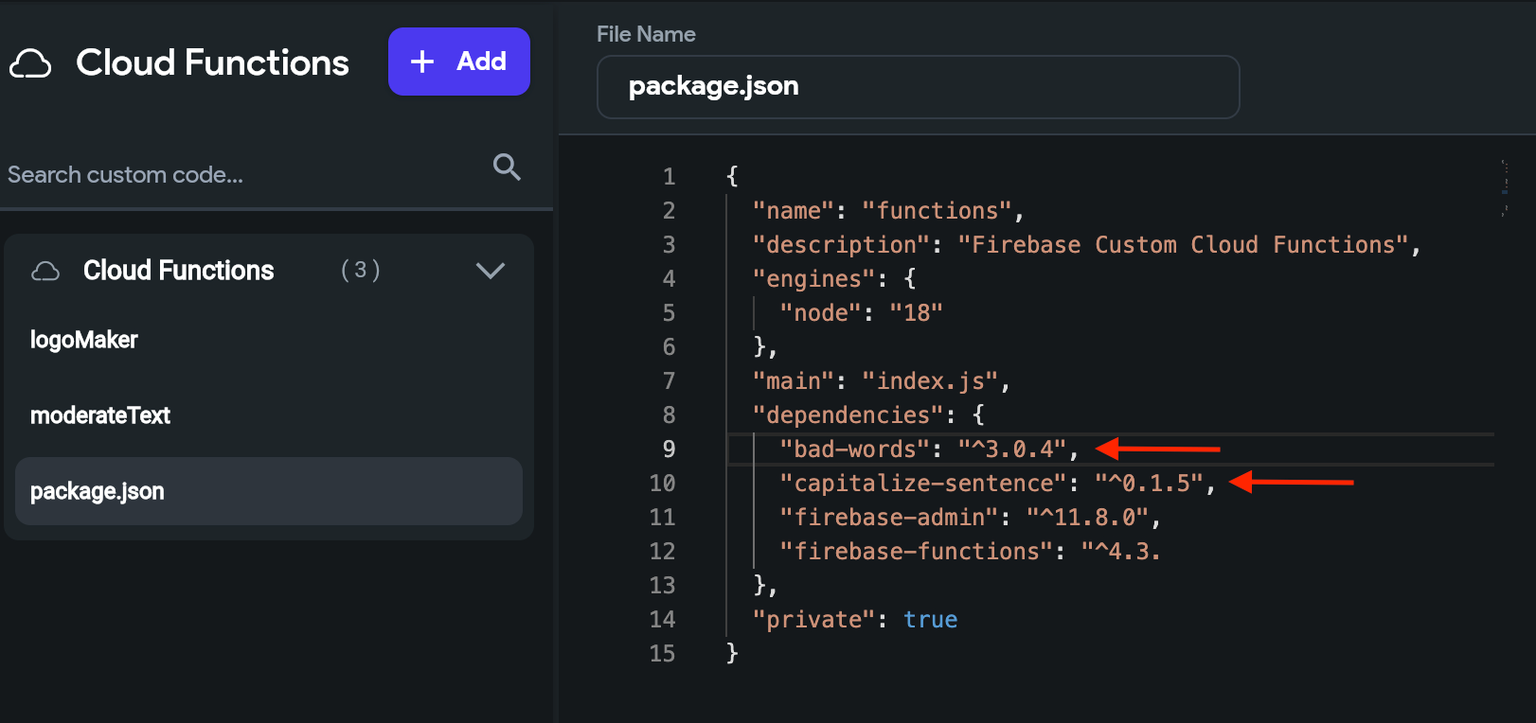 Cloud Functions
+ Add
Search custom code...
Cloud Functions (3)
logoMaker
moderateText
package.json
File Name
package.json
1 {
2 "name": "functions",
3 "description": "Firebase Custom Cloud Functions",
4 "engines": {
5 "node": "18"
6 },
7 "main": "index.js",
8 "dependencies": {
9 "bad-words": "^3.0.4",
10 "capitalize-sentence": "^0.1.5",
11 "firebase-admin": "^11.8.0",
12 "firebase-functions": "^4.3.
13 },
14 "private": true
15 }